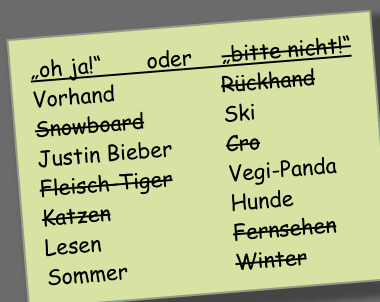 „oh ja!“ oder „bitte nicht!“
Vorhand Rückhand
Snowboard Ski
Justin Bieber Cro
Fleisch-Tiger Vegi-Panda
Katzen Hunde
Lesen Fernsehen
Sommer Winter